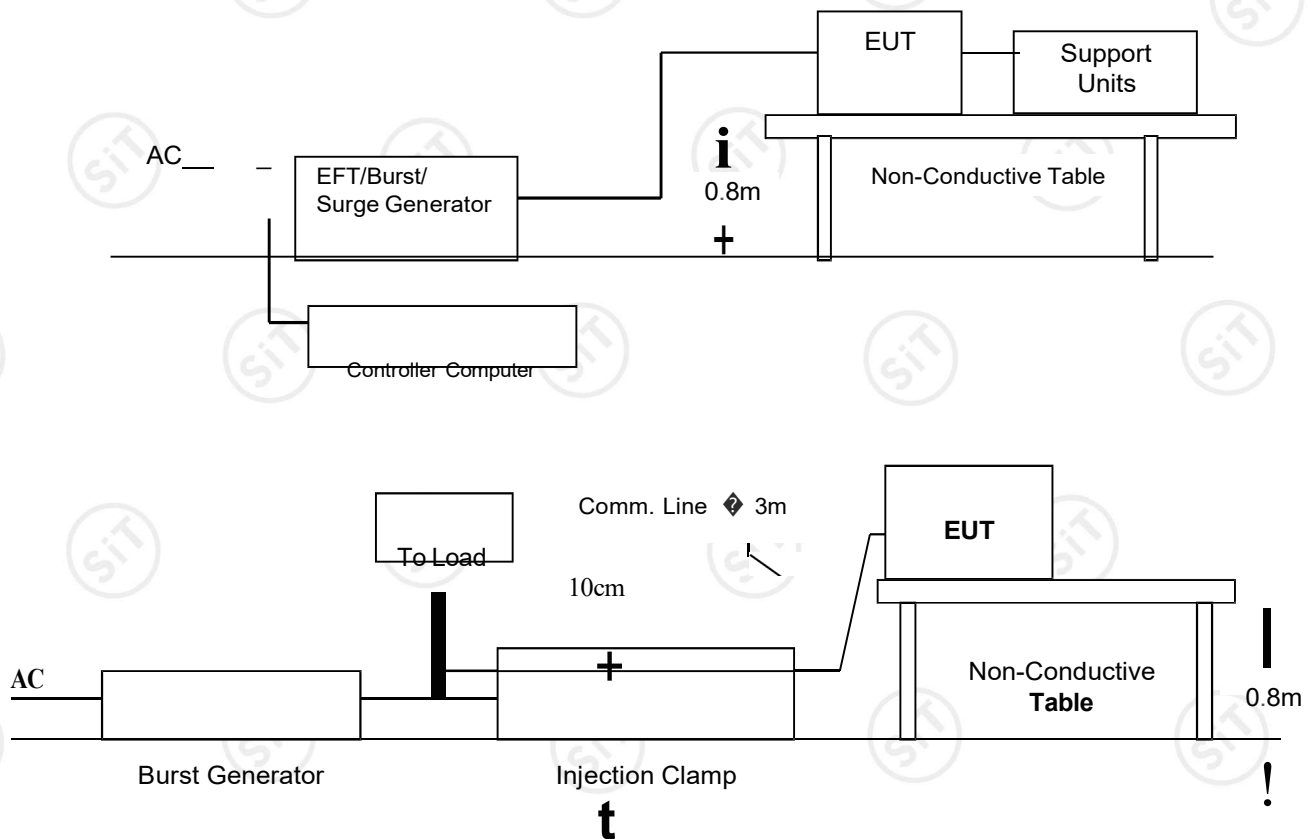 EUT
Support
Units
AC
i
EFT/Burst/
Surge Generator
0.8m
Non-Conductive Table
+
Controller Computer
Comm. Line � 3m
EUT
To Load
10cm
+
AC
Non-Conductive
Table
0.8m
Burst Generator
Injection Clamp
!
t
SiT